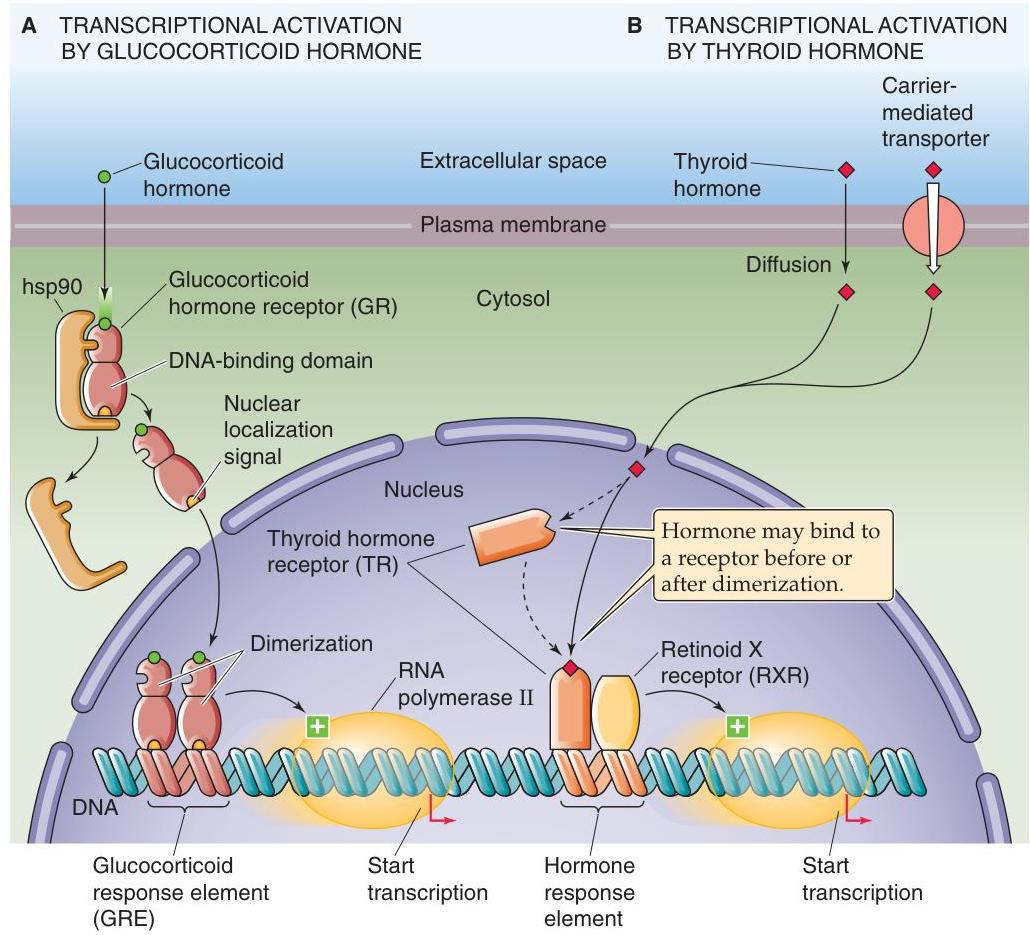 A TRANSCRIPTIONAL ACTIVATION
BY GLUCOCORTICOID HORMONE
B TRANSCRIPTIONAL ACTIVATION
BY THYROID HORMONE
Carrier-
mediated
transporter
Glucocorticoid
hormone
Extracellular space
Thyroid
hormone
Plasma membrane
Diffusion
hsp90
Glucocorticoid
hormone receptor (GR)
Cytosol
DNA-binding domain
Nuclear
localization
signal
Nucleus
Thyroid hormone
receptor (TR)
Hormone may bind to
a receptor before or
after dimerization.
Dimerization
RNA
polymerase II
Retinoid X
receptor (RXR)
+
+
DNA
Glucocorticoid
response element
(GRE)
Start
transcription
Hormone
response
element
Start
transcription